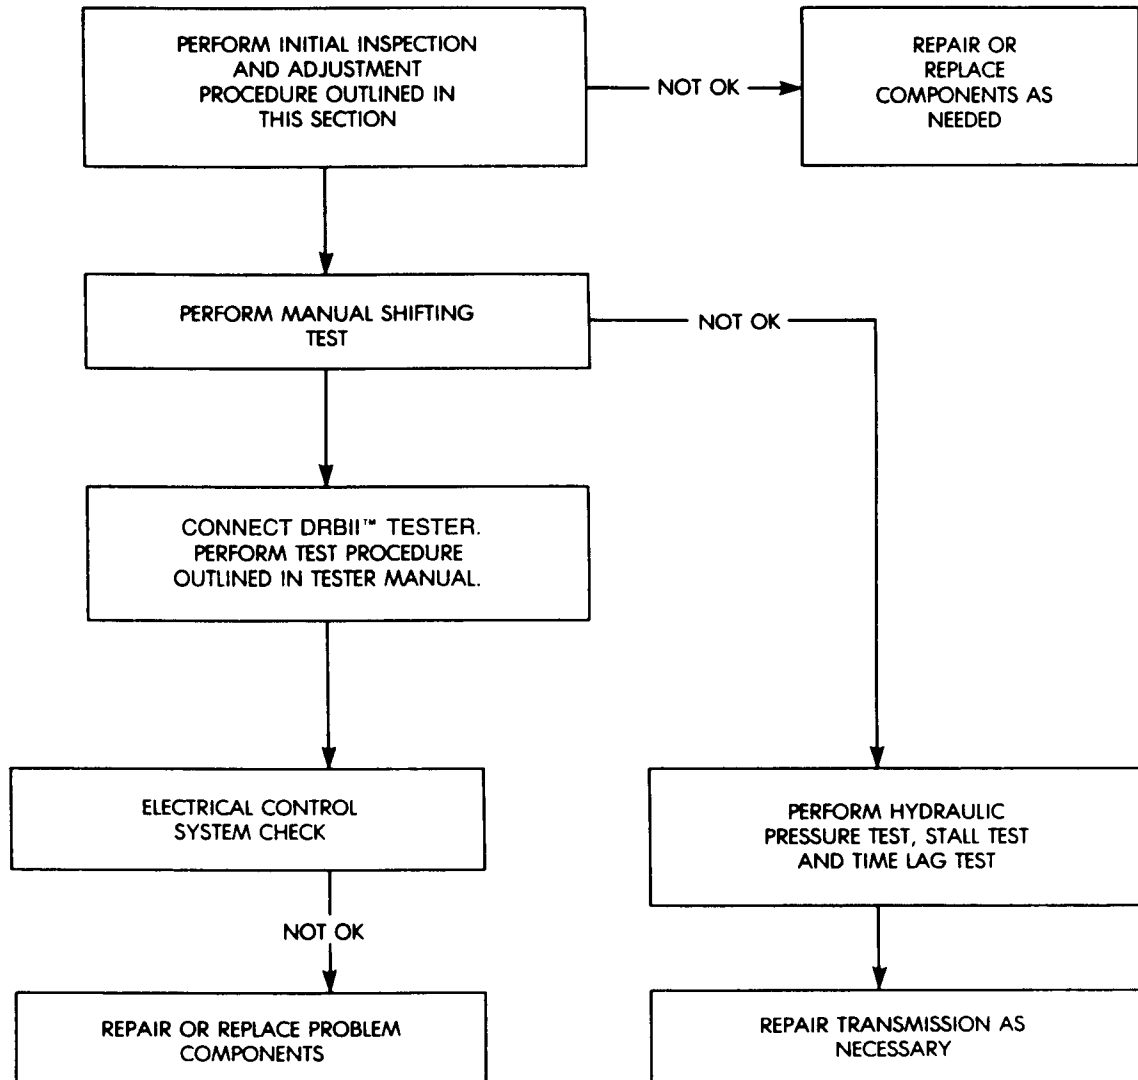 PERFORM INITIAL INSPECTION
AND ADJUSTMENT
PROCEDURE OUTLINED IN
THIS SECTION
NOT OK
REPAIR OR
REPLACE
COMPONENTS AS
NEEDED
PERFORM MANUAL SHIFTING
TEST
NOT OK
CONNECT DRBII™ TESTER.
PERFORM TEST PROCEDURE
OUTLINED IN TESTER MANUAL.
ELECTRICAL CONTROL
SYSTEM CHECK
PERFORM HYDRAULIC
PRESSURE TEST, STALL TEST
AND TIME LAG TEST
NOT OK
REPAIR OR REPLACE PROBLEM
COMPONENTS
REPAIR TRANSMISSION AS
NECESSARY